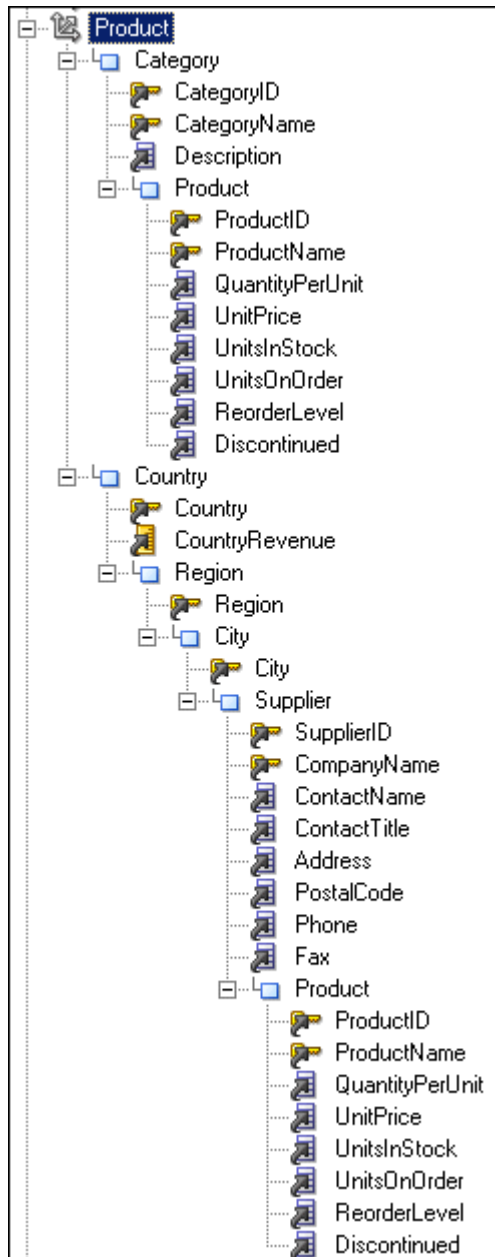 Product
Category
CategoryID
CategoryName
Description
Product
ProductID
ProductName
QuantityPerUnit
UnitPrice
UnitsInStock
UnitsOnOrder
ReorderLevel
Discontinued
Country
Country
CountryRevenue
Region
Region
City
City
Supplier
SupplierID
CompanyName
ContactName
ContactTitle
Address
PostalCode
Phone
Fax
Product
ProductID
ProductName
QuantityPerUnit
UnitPrice
UnitsInStock
UnitsOnOrder
ReorderLevel
Discontinued